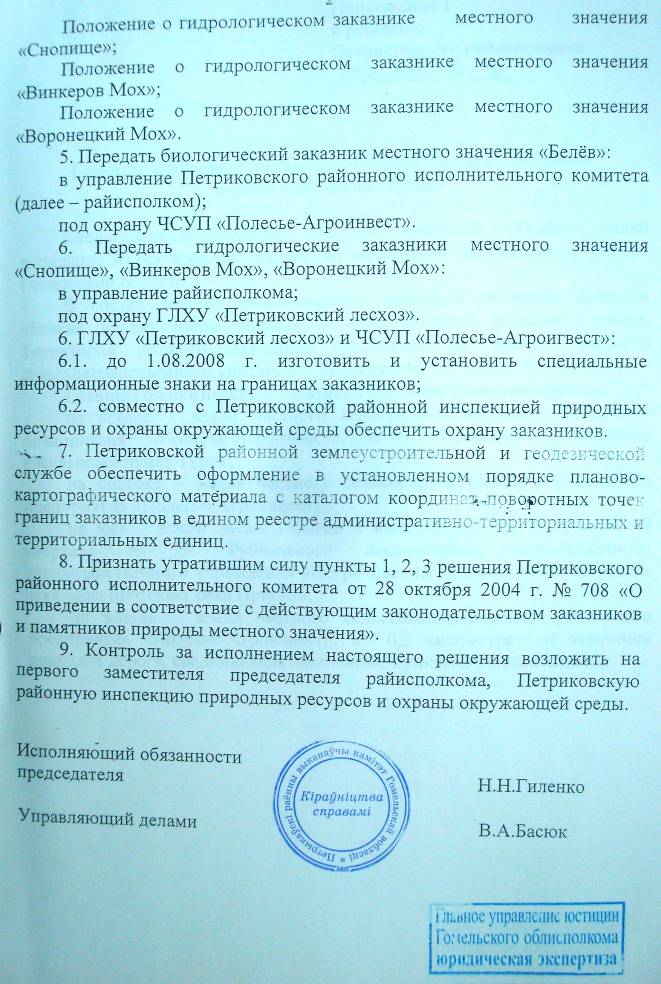 2
Положение о гидрологическом заказнике местного значения
«Снопище»;
Положение о гидрологическом заказнике местного значения
«Винкеров Мох»;
Положение о гидрологическом заказнике местного значения
«Воронецкий Мох».
5. Передать биологический заказник местного значения «Белёв»:
в управление Петриковского районного исполнительного комитета
(далее – райисполком);
под охрану ЧСУП «Полесье-Агроинвест».
6. Передать гидрологические заказники местного значения
«Снопище», «Винкеров Мох», «Воронецкий Мох»:
в управление райисполкома;
под охрану ГЛХУ «Петриковский лесхоз».
6. ГЛХУ «Петриковский лесхоз» и ЧСУП «Полесье-Агроигвест»:
6.1. до 1.08.2008 г. изготовить и установить специальные
информационные знаки на границах заказников;
6.2. совместно с Петриковской районной инспекцией природных
ресурсов и охраны окружающей среды обеспечить охрану заказников.
7. Петриковской районной землеустроительной и геодезической
службе обеспечить оформление в установленном порядке планово-
картографического материала с каталогом координат поворотных точек
границ заказников в едином реестре административно-территориальных и
территориальных единиц.
8. Признать утратившим силу пункты 1, 2, 3 решения Петриковского
районного исполнительного комитета от 28 октября 2004 г. № 708 «О
приведении в соответствие с действующим законодательством заказников
и памятников природы местного значения».
9. Контроль за исполнением настоящего решения возложить на
первого заместителя председателя райисполкома, Петриковскую
районную инспекцию природных ресурсов и охраны окружающей среды.
Исполняющий обязанности
председателя
Н.Н.Гиленко
Управляющий делами
В.А.Басюк
Петрыкаўскі раённы выканаўчы камітэт Гомельскай вобласці *
Кіраўніцтва
справамі
Главное управление юстиции
Гомельского облисполкома
юридическая экспертиза